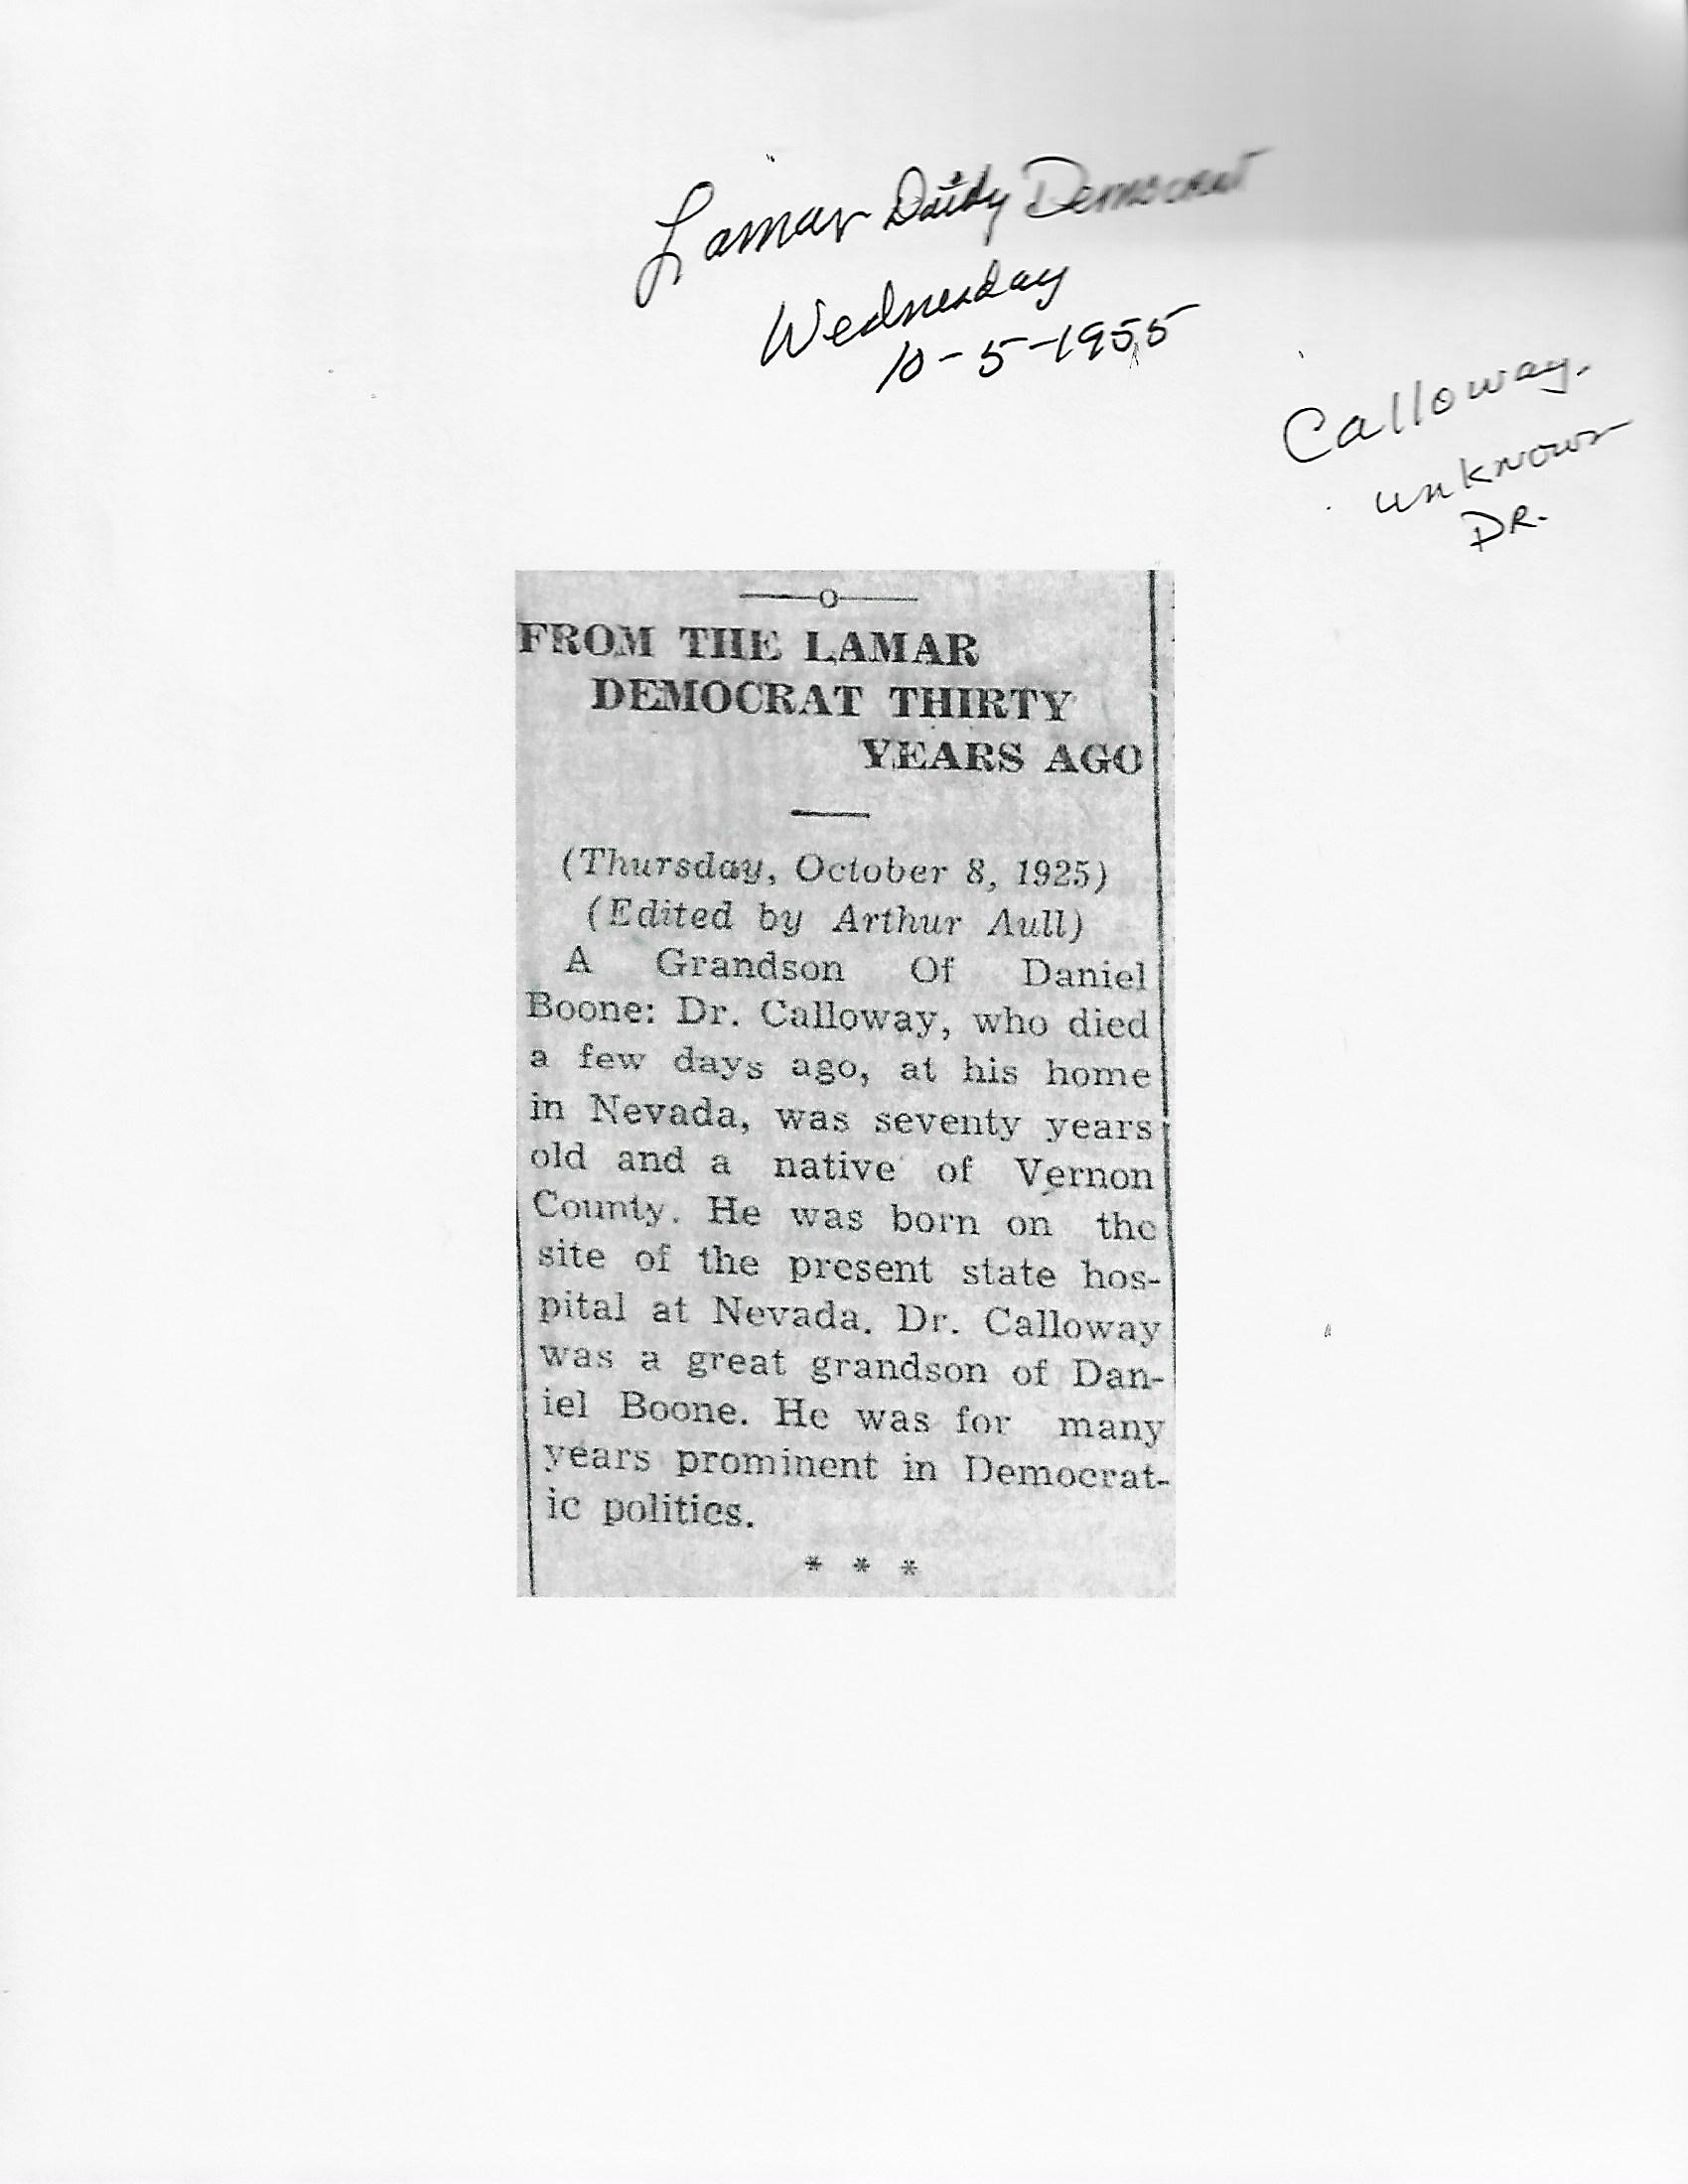 Lamar Daily Democrat
Wednesday
10-5-1955
Calloway,
unknown
DR.
FROM THE LAMAR
DEMOCRAT THIRTY
YEARS AGO
(Thursday, October 8, 1925)
(Edited by Arthur Aull)
A Grandson Of Daniel
Boone: Dr. Calloway, who died
a few days ago, at his home
in Nevada, was seventy years
old and a native of Vernon
County. He was born on the
site of the present state hos-
pital at Nevada. Dr. Calloway
was a great grandson of Dan-
iel Boone. He was for many
years prominent in Democrat-
ic politics.
* * *